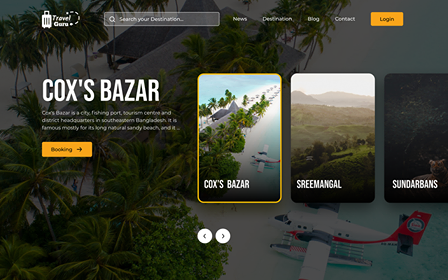 Travel
Guru
Search your Destination...
News
Destination
Blog
Contact
Login
COX'S BAZAR
Cox's Bazar is a city, fishing port, tourism centre and
district headquarters in southeastern Bangladesh. It is
famous mostly for its long natural sandy beach, and it ...
Booking
COX'S BAZAR
SREEMANGAL
SUNDARBANS